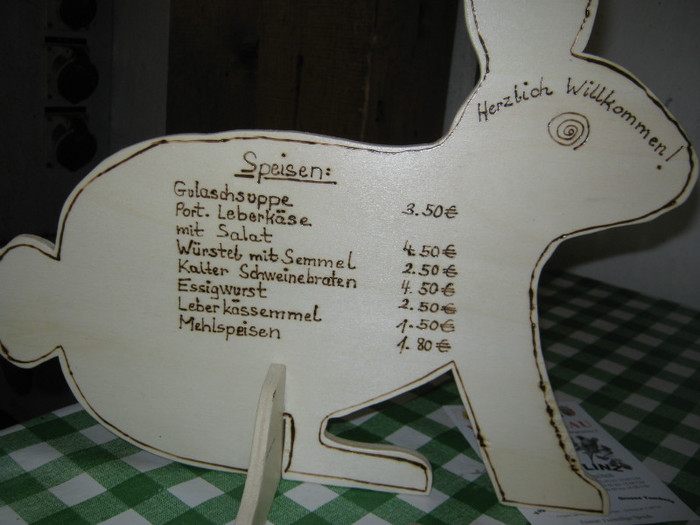 Herzlich Willkommen!
Speisen:
Gulaschsuppe 3.50€
Port. Leberkäse
mit Salat 4.50€
Würstel mit Semmel 2.50€
Kalter Schweinebraten 4.50€
Essigwurst 2.50€
Leberkässemmel 1.50€
Mehlspeisen 1.80€